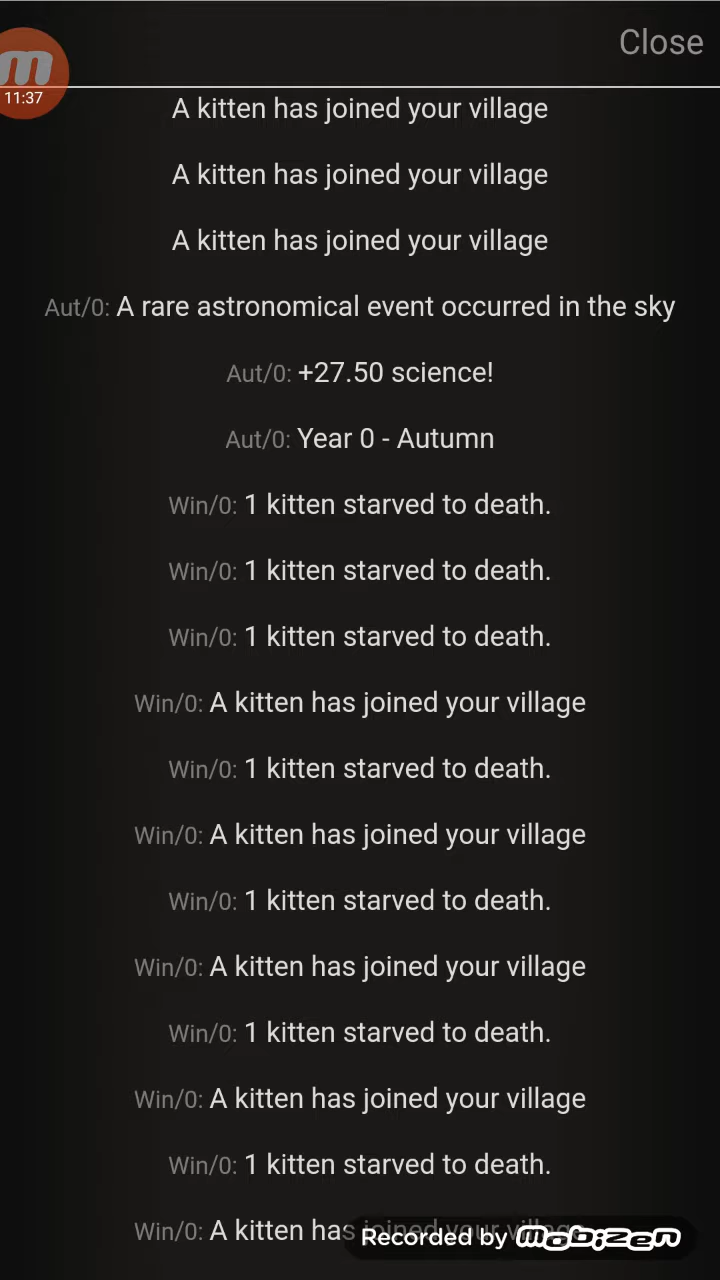 Close
m
11:37
A kitten has joined your village
A kitten has joined your village
A kitten has joined your village
Aut/0: A rare astronomical event occurred in the sky
Aut/0: +27.50 science!
Aut/0: Year 0 - Autumn
Win/0: 1 kitten starved to death.
Win/0: 1 kitten starved to death.
Win/0: 1 kitten starved to death.
Win/0: A kitten has joined your village
Win/0: 1 kitten starved to death.
Win/0: A kitten has joined your village
Win/0: 1 kitten starved to death.
Win/0: A kitten has joined your village
Win/0: 1 kitten starved to death.
Win/0: A kitten has joined your village
Win/0: 1 kitten starved to death.
Win/0: A kitten has joined your village
Recorded by mobizen